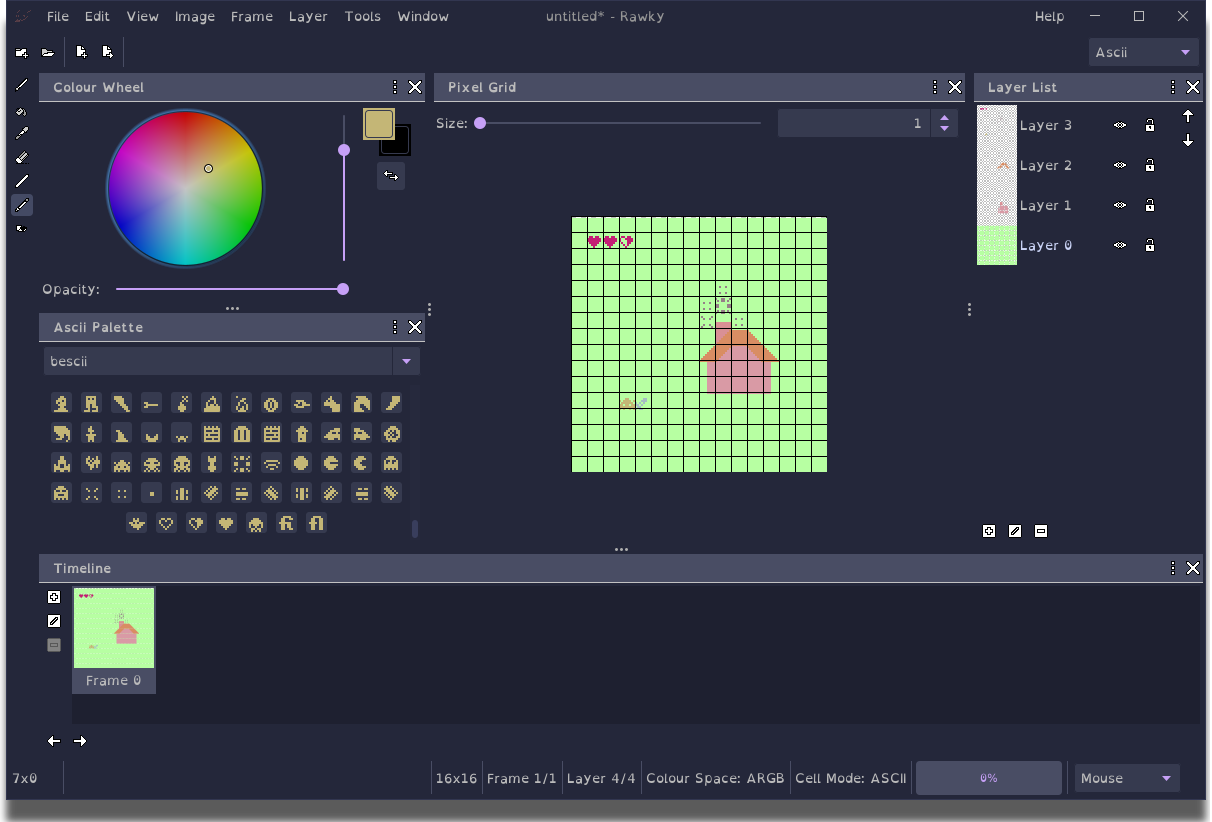 File Edit View Image Frame Layer Tools Window untitled* - Rawky Help
Ascii
Colour Wheel
Pixel Grid
Layer List
Size: 1
Layer 3
Layer 2
Layer 1
Layer 0
Opacity:
Ascii Palette
bescii
Timeline
Frame 0
7x0 16x16 Frame 1/1 Layer 4/4 Colour Space: ARGB Cell Mode: ASCII 0% Mouse